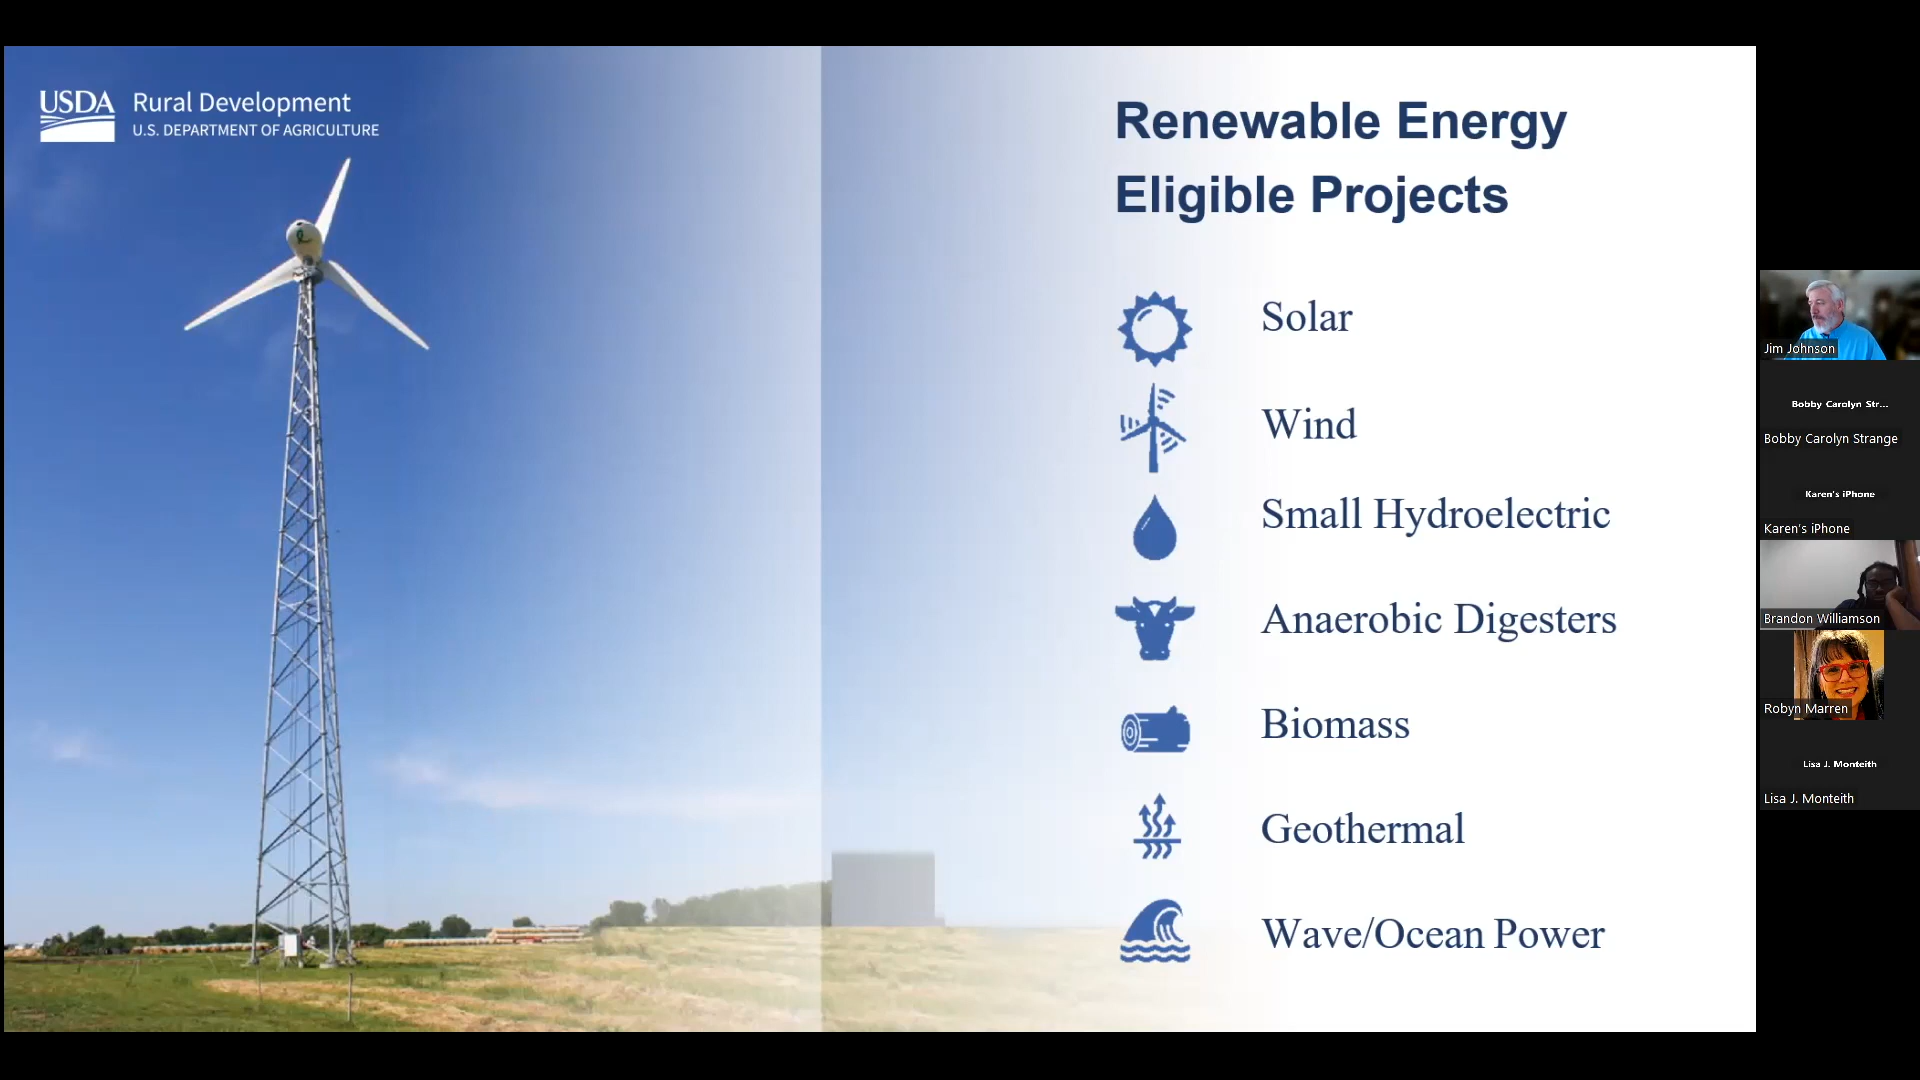 USDA Rural Development
U.S. DEPARTMENT OF AGRICULTURE
Renewable Energy
Eligible Projects
Solar
Wind
Small Hydroelectric
Anaerobic Digesters
Biomass
Geothermal
Wave/Ocean Power
Jim Johnson
Bobby Carolyn Str...
Bobby Carolyn Strange
Karen's iPhone
Karen's iPhone
Brandon Williamson
Robyn Marren
Lisa J. Monteith
Lisa J. Monteith